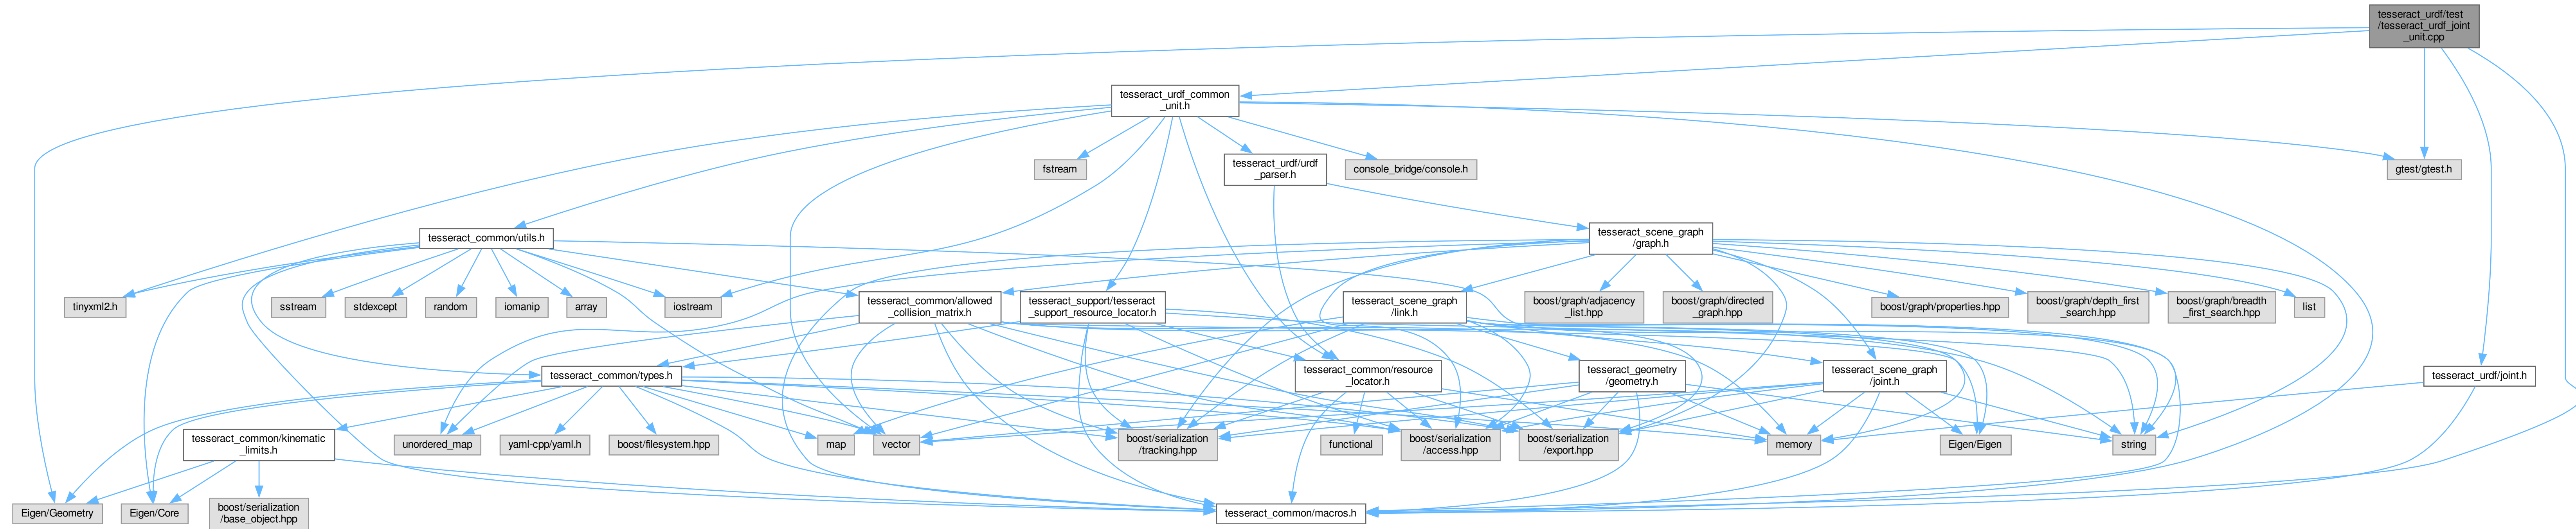 tesseract_urdf/test
/tesseract_urdf_joint
_unit.cpp
tesseract_urdf_common
_unit.h
fstream
tesseract_urdf/urdf
_parser.h
console_bridge/console.h
gtest/gtest.h
tesseract_common/utils.h
tesseract_scene_graph
/graph.h
tinyxml2.h
sstream
stdexcept
random
iomanip
array
iostream
tesseract_common/allowed
_collision_matrix.h
tesseract_support/tesseract
_support_resource_locator.h
tesseract_scene_graph
/link.h
boost/graph/adjacency
_list.hpp
boost/graph/directed
_graph.hpp
boost/graph/properties.hpp
boost/graph/depth_first
_search.hpp
boost/graph/breadth
_first_search.hpp
list
tesseract_common/types.h
tesseract_common/resource
_locator.h
tesseract_geometry
/geometry.h
tesseract_scene_graph
/joint.h
tesseract_urdf/joint.h
tesseract_common/kinematic
_limits.h
unordered_map
yaml-cpp/yaml.h
boost/filesystem.hpp
map
vector
boost/serialization
/tracking.hpp
functional
boost/serialization
/access.hpp
boost/serialization
/export.hpp
memory
Eigen/Eigen
string
Eigen/Geometry
Eigen/Core
boost/serialization
/base_object.hpp
tesseract_common/macros.h